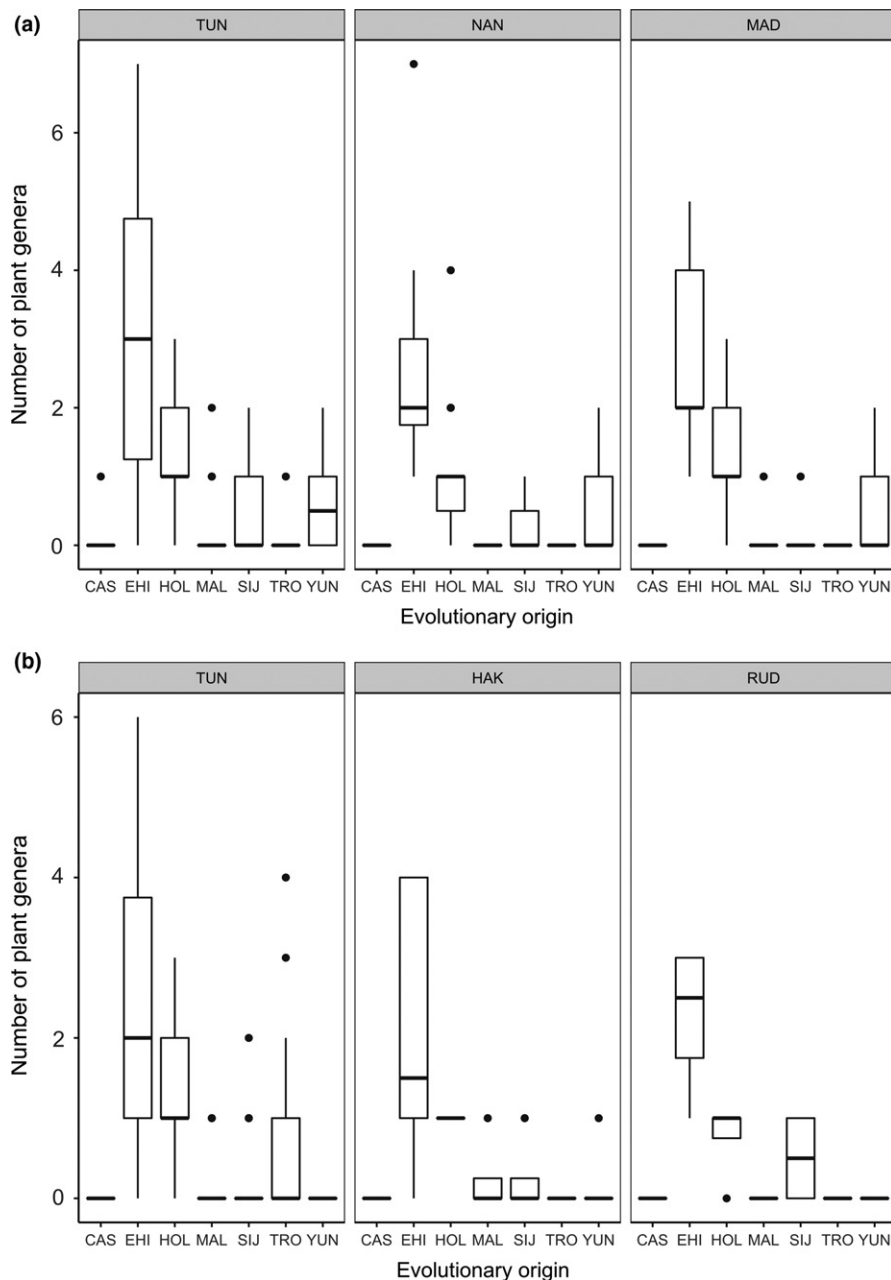 (a)
TUN NAN MAD
Number of plant genera
6
4
2
0
CAS EHI HOL MAL SIJ TRO YUN CAS EHI HOL MAL SIJ TRO YUN CAS EHI HOL MAL SIJ TRO YUN
Evolutionary origin
(b)
TUN HAK RUD
Number of plant genera
6
4
2
0
CAS EHI HOL MAL SIJ TRO YUN CAS EHI HOL MAL SIJ TRO YUN CAS EHI HOL MAL SIJ TRO YUN
Evolutionary origin